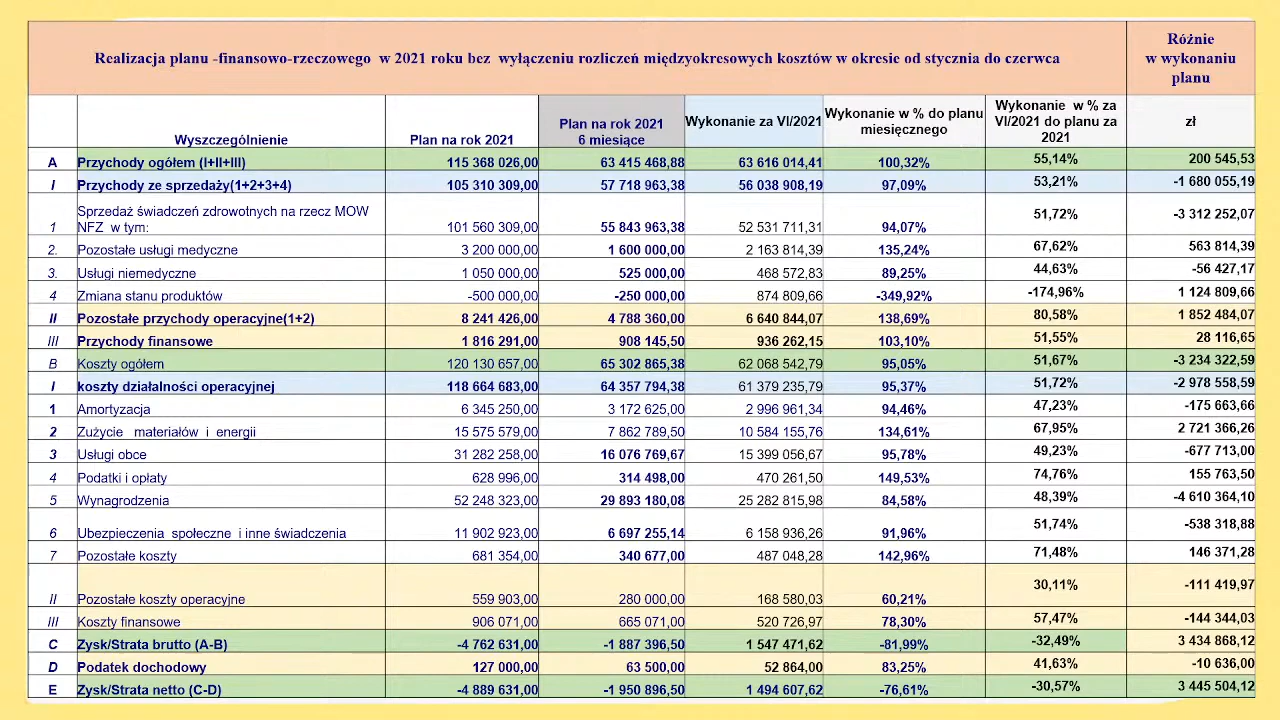 Realizacja planu -finansowo-rzeczowego w 2021 roku bez wyłączeniu rozliczeń międzyokresowych kosztów w okresie od stycznia do czerwca
Różnie
w wykonaniu
planu
Wyszczególnienie
Plan na rok 2021
Plan na rok 2021
6 miesiące
Wykonanie za VI/2021
Wykonanie w % do planu
miesięcznego
Wykonanie w % za
VI/2021 do planu za
2021
zł
A Przychody ogółem (I+II+III) 115 368 026,00 63 415 468,88 63 616 014,41 100,32% 55,14% 200 545,53
I Przychody ze sprzedaży(1+2+3+4) 105 310 309,00 57 718 963,38 56 038 908,19 97,09% 53,21% -1 680 055,19
Sprzedaż świadczeń zdrowotnych na rzecz MOW
1 NFZ w tym: 101 560 309,00 55 843 963,38 52 531 711,31 94,07% 51,72% -3 312 252,07
2. Pozostałe usługi medyczne 3 200 000,00 1 600 000,00 2 163 814,39 135,24% 67,62% 563 814,39
3. Usługi niemedyczne 1 050 000,00 525 000,00 468 572,83 89,25% 44,63% -56 427,17
4 Zmiana stanu produktów -500 000,00 -250 000,00 874 809,66 -349,92% -174,96% 1 124 809,66
II Pozostałe przychody operacyjne(1+2) 8 241 426,00 4 788 360,00 6 640 844,07 138,69% 80,58% 1 852 484,07
III Przychody finansowe 1 816 291,00 908 145,50 936 262,15 103,10% 51,55% 28 116,65
B Koszty ogółem 120 130 657,00 65 302 865,38 62 068 542,79 95,05% 51,67% -3 234 322,59
I koszty działalności operacyjnej 118 664 683,00 64 357 794,38 61 379 235,79 95,37% 51,72% -2 978 558,59
1 Amortyzacja 6 345 250,00 3 172 625,00 2 996 961,34 94,46% 47,23% -175 663,66
2 Zużycie materiałów i energii 15 575 579,00 7 862 789,50 10 584 155,76 134,61% 67,95% 2 721 366,26
3 Usługi obce 31 282 258,00 16 076 769,67 15 399 056,67 95,78% 49,23% -677 713,00
4 Podatki i opłaty 628 996,00 314 498,00 470 261,50 149,53% 74,76% 155 763,50
5 Wynagrodzenia 52 248 323,00 29 893 180,08 25 282 815,98 84,58% 48,39% -4 610 364,10
6 Ubezpieczenia społeczne i inne świadczenia 11 902 923,00 6 697 255,14 6 158 936,26 91,96% 51,74% -538 318,88
7 Pozostałe koszty 681 354,00 340 677,00 487 048,28 142,96% 71,48% 146 371,28
II Pozostałe koszty operacyjne 559 903,00 280 000,00 168 580,03 60,21% 30,11% -111 419,97
III Koszty finansowe 906 071,00 665 071,00 520 726,97 78,30% 57,47% -144 344,03
C Zysk/Strata brutto (A-B) -4 762 631,00 -1 887 396,50 1 547 471,62 -81,99% -32,49% 3 434 868,12
D Podatek dochodowy 127 000,00 63 500,00 52 864,00 83,25% 41,63% -10 636,00
E Zysk/Strata netto (C-D) -4 889 631,00 -1 950 896,50 1 494 607,62 -76,61% -30,57% 3 445 504,12